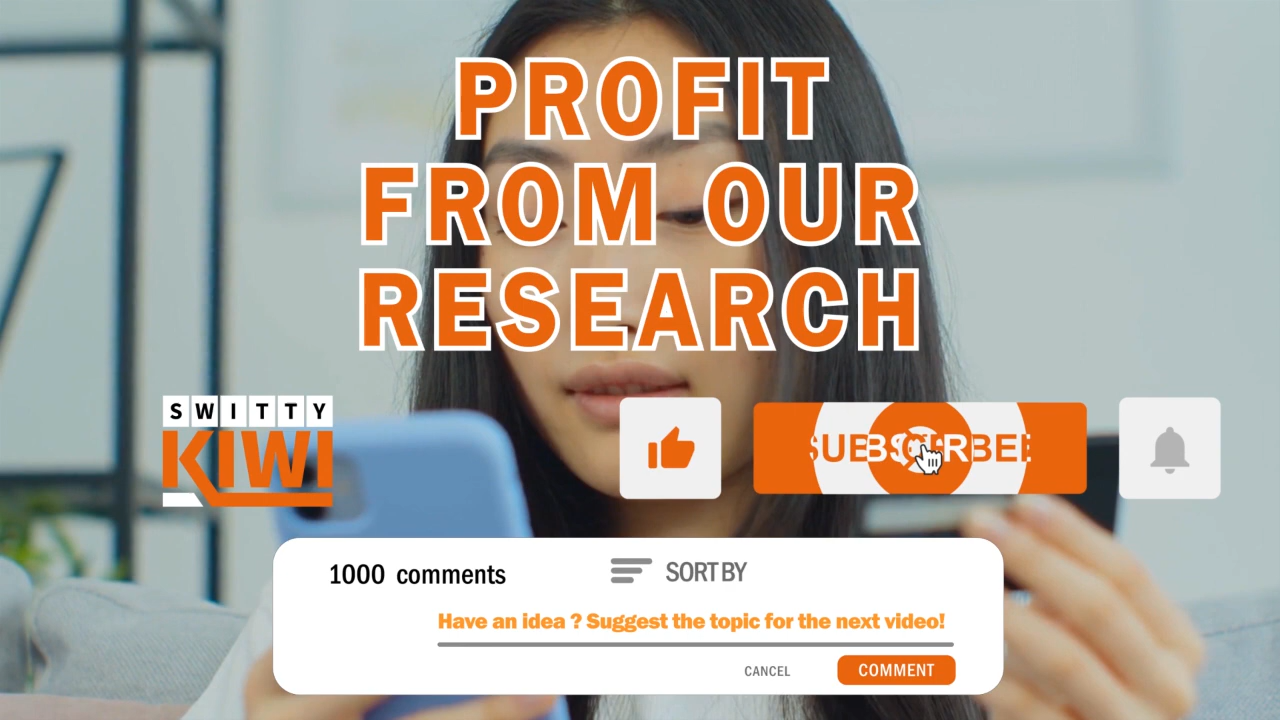 PROFIT
FROM OUR
RESEARCH
SWITTY
KIWI
1000 comments
SORT BY
Have an idea ? Suggest the topic for the next video!
CANCEL
COMMENT